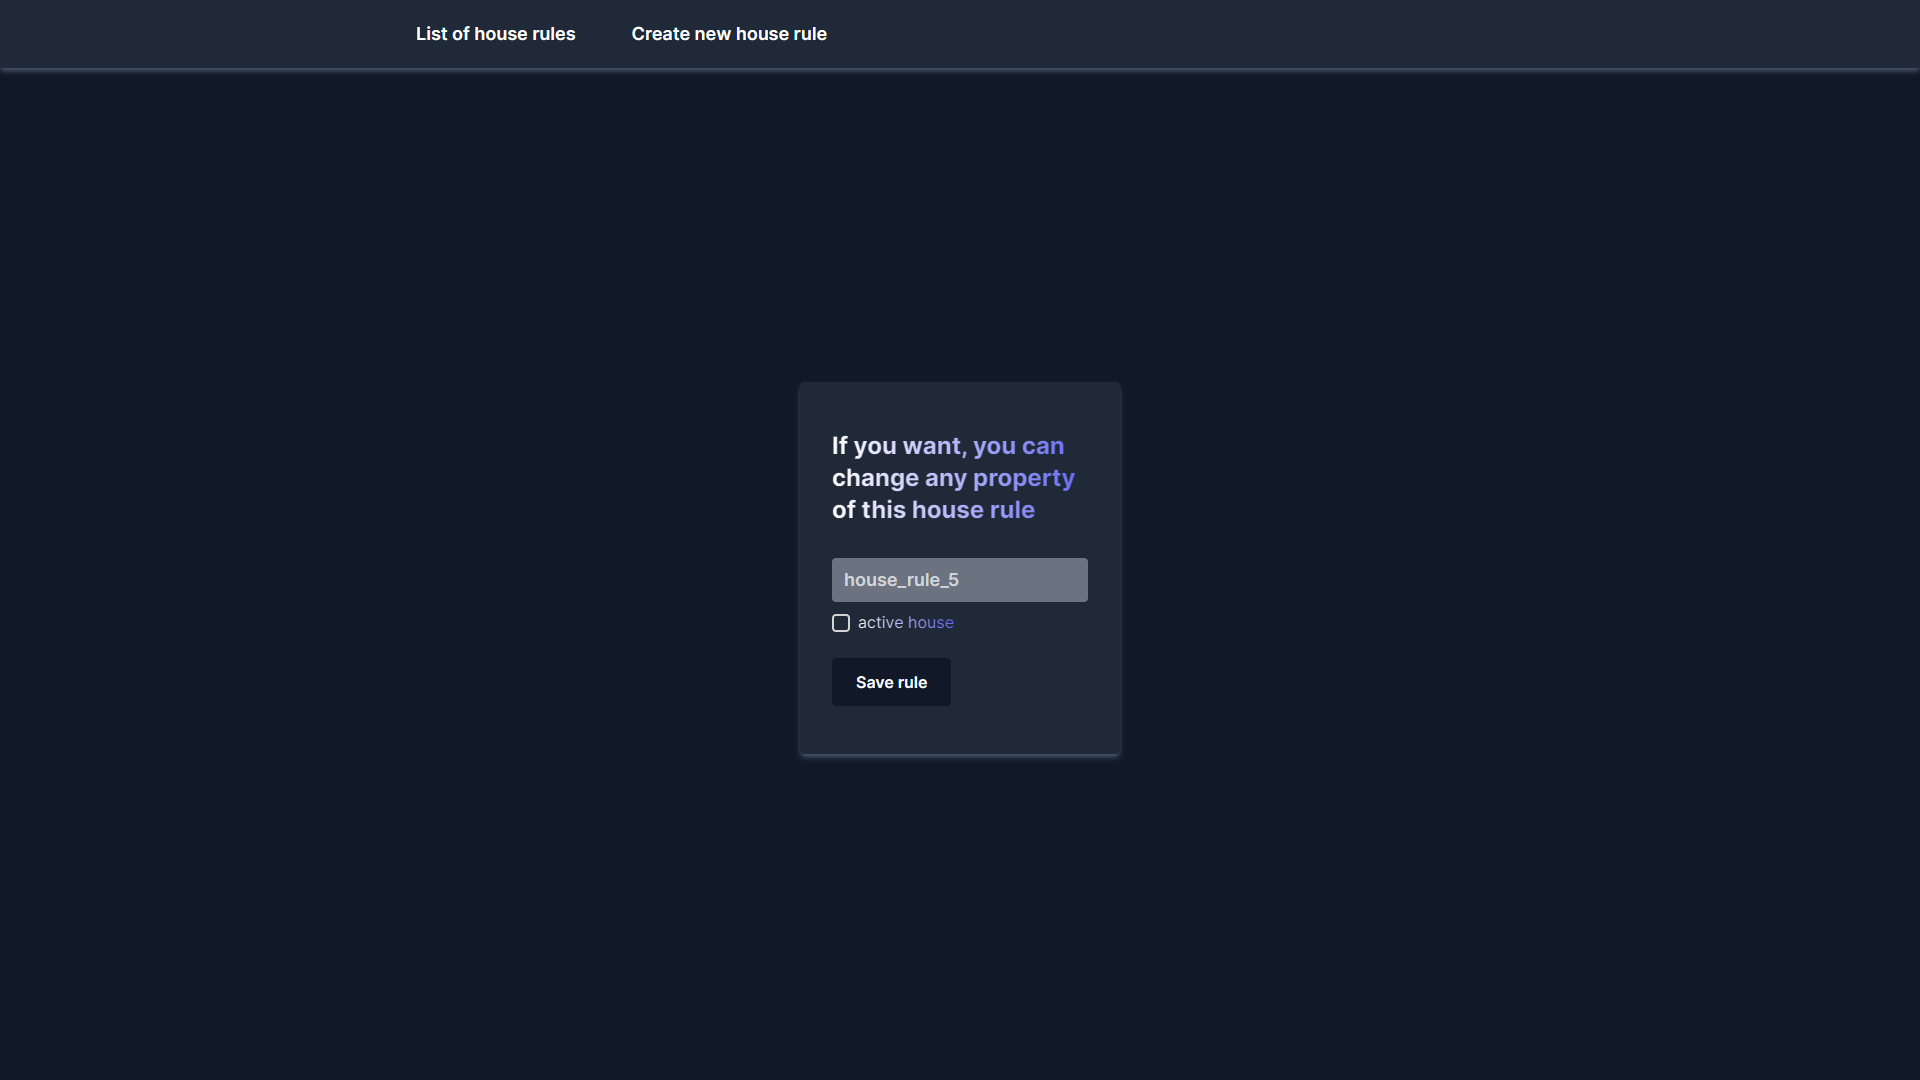 List of house rules
Create new house rule
If you want, you can
change any property
of this house rule
house_rule_5
active house
Save rule